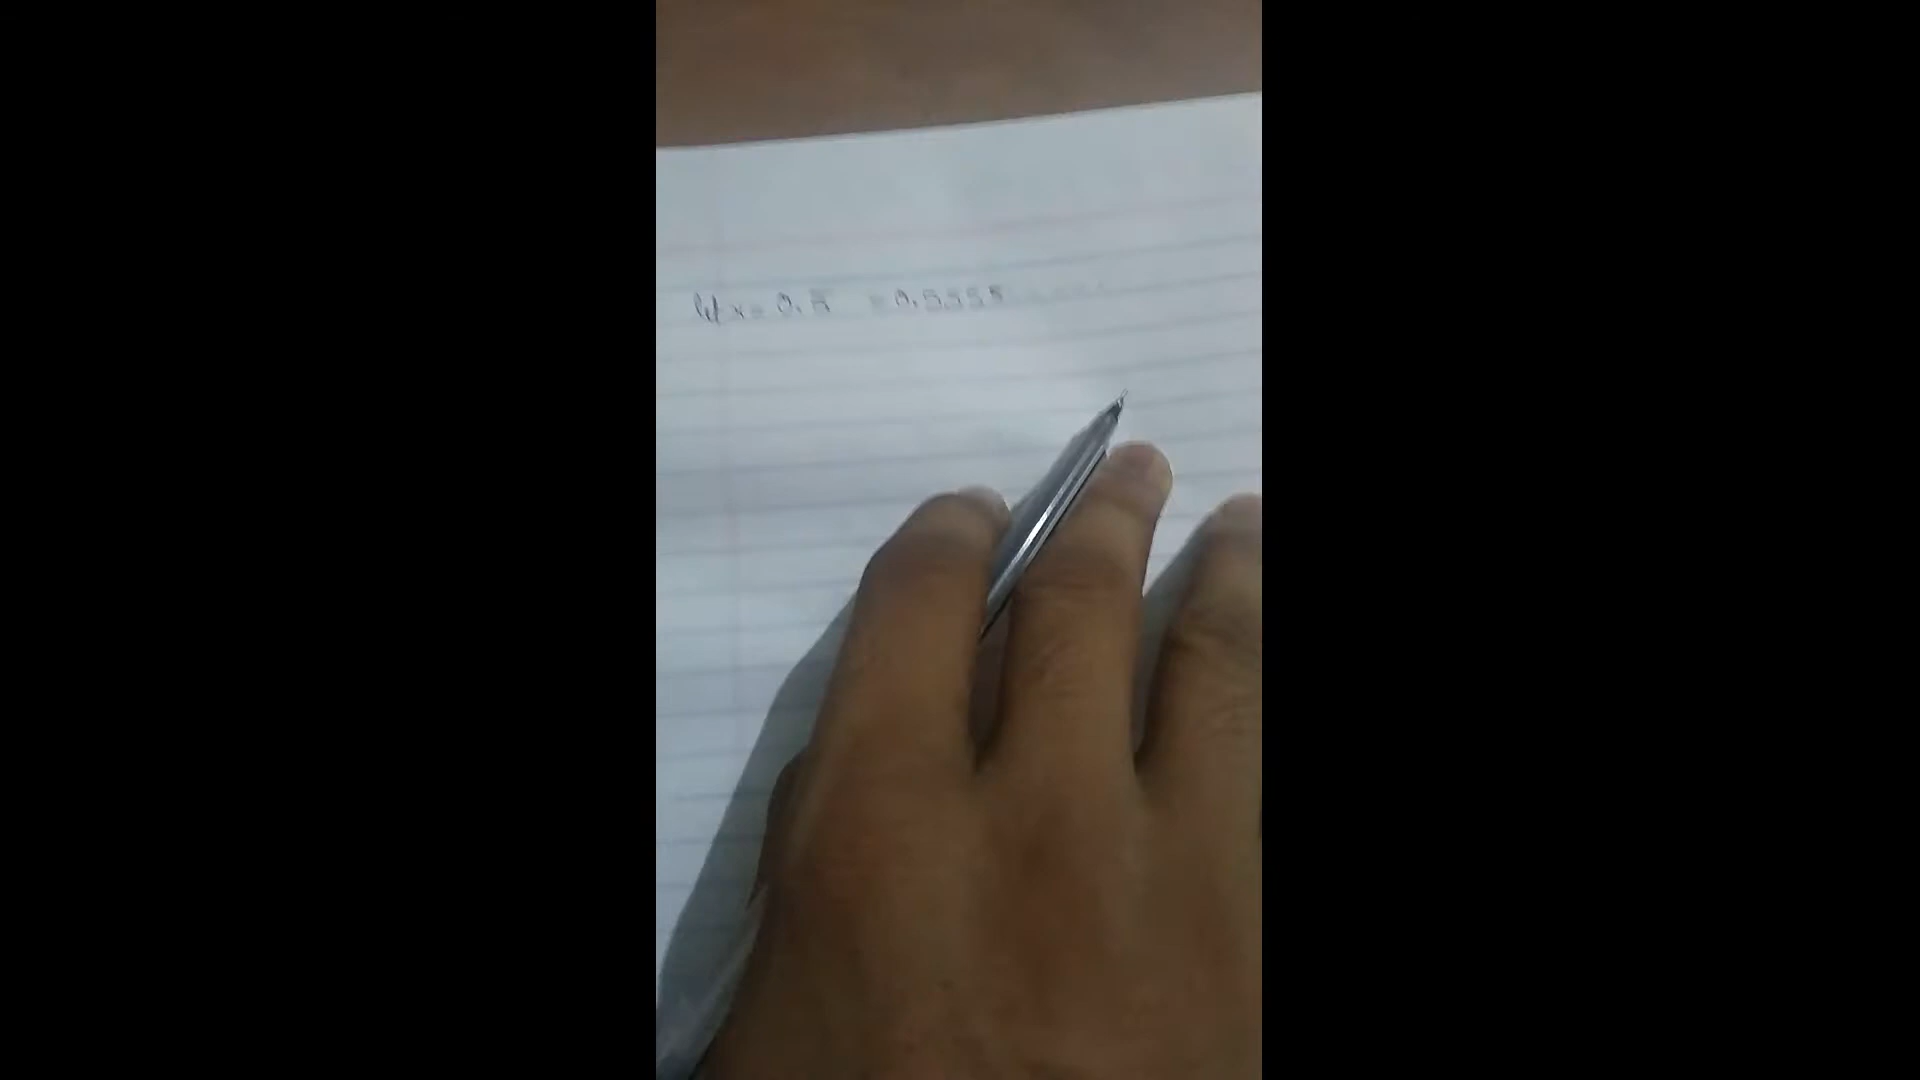 let x = 0.5̅ = 0.5555 ......